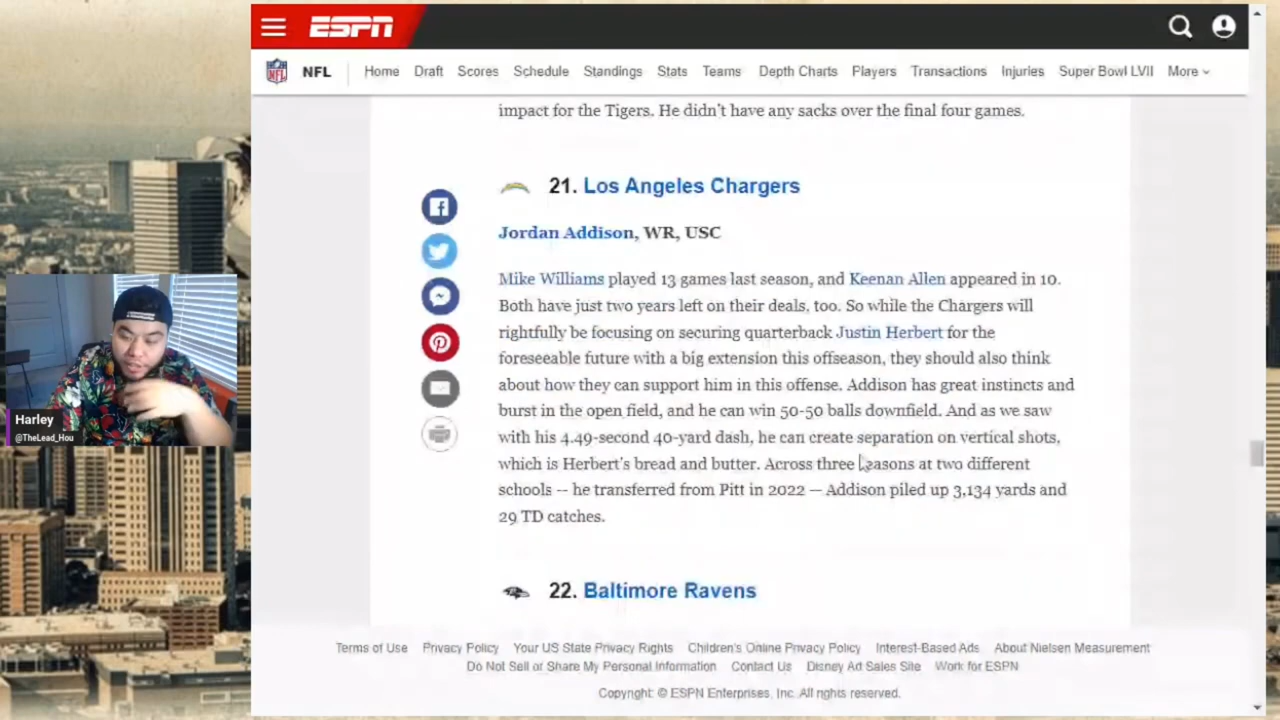 ESPN
NFL
Home
Draft
Scores
Schedule
Standings
Stats
Teams
Depth Charts
Players
Transactions
Injuries
Super Bowl LVII
More
impact for the Tigers. He didn't have any sacks over the final four games.
21. Los Angeles Chargers
Jordan Addison, WR, USC
Mike Williams played 13 games last season, and Keenan Allen appeared in 10.
Both have just two years left on their deals, too. So while the Chargers will
rightfully be focusing on securing quarterback Justin Herbert for the
foreseeable future with a big extension this offseason, they should also think
about how they can support him in this offense. Addison has great instincts and
burst in the open field, and he can win 50-50 balls downfield. And as we saw
with his 4.49-second 40-yard dash, he can create separation on vertical shots,
which is Herbert's bread and butter. Across three seasons at two different
schools -- he transferred from Pitt in 2022 -- Addison piled up 3,134 yards and
29 TD catches.
22. Baltimore Ravens
Harley
@TheLead_Hou
Terms of Use
Privacy Policy
Your US State Privacy Rights
Children's Online Privacy Policy
Interest-Based Ads
About Nielsen Measurement
Do Not Sell or Share My Personal Information
Contact Us
Disney Ad Sales Site
Work for ESPN
Copyright: © ESPN Enterprises, Inc. All rights reserved.